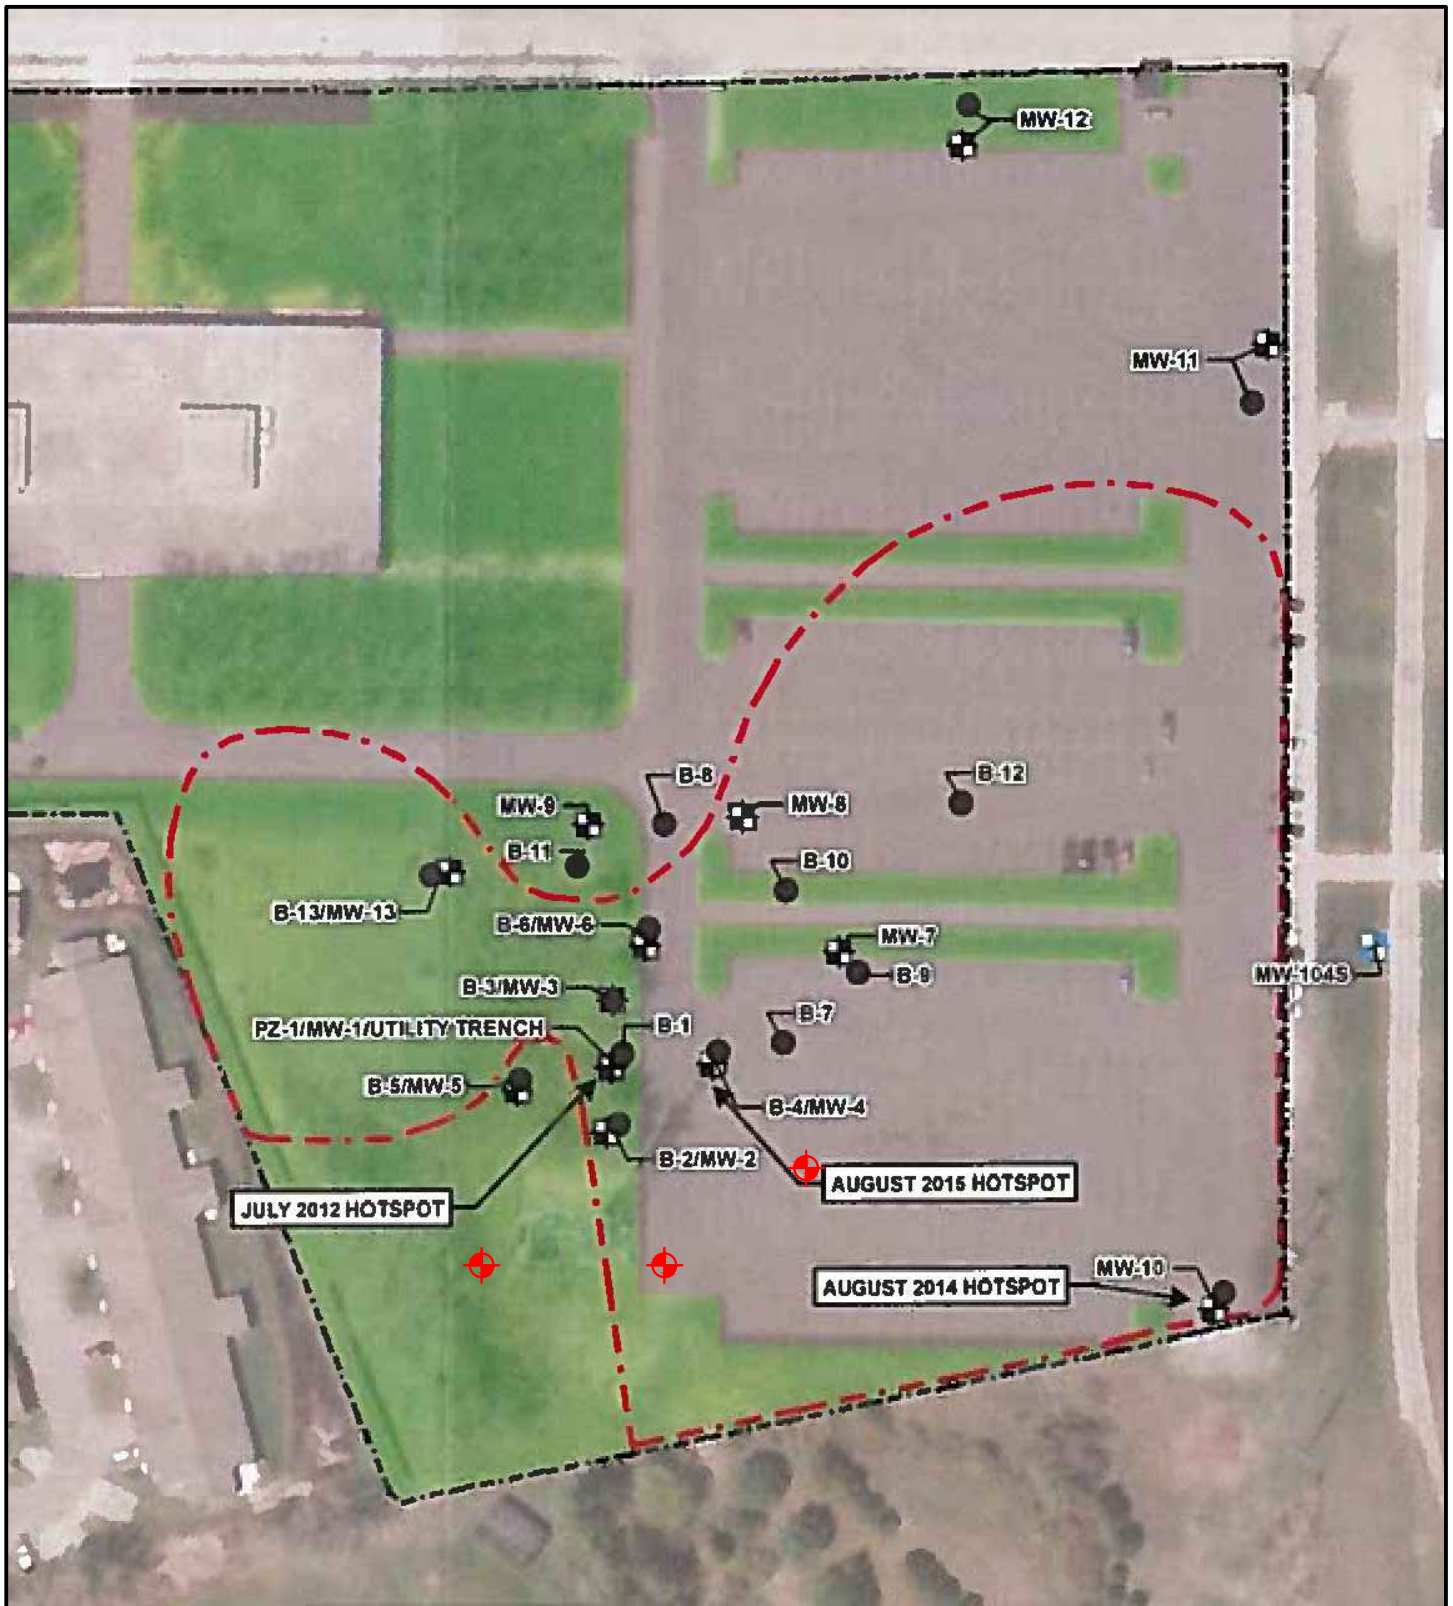 MW-12
MW-11
B-8
B-12
MW-9
MW-8
B-11
B-10
B-13/MW-13
B-6/MW-6
MW-7
B-9
MW-104S
B-3/MW-3
B-7
PZ-1/MW-1/UTILITY TRENCH
B-1
B-5/MW-5
B-4/MW-4
B-2/MW-2
AUGUST 2015 HOTSPOT
JULY 2012 HOTSPOT
MW-10
AUGUST 2014 HOTSPOT